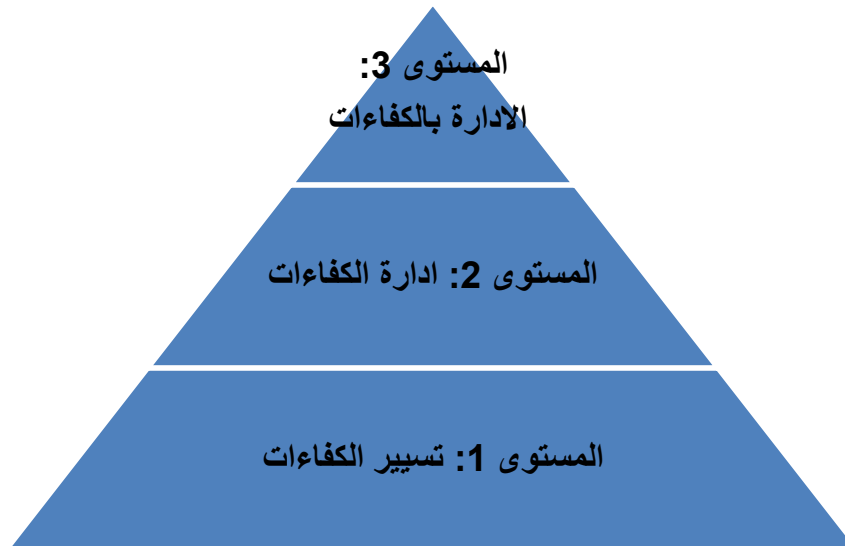 المستوى 3:
الادارة بالكفاءات
المستوى 2: ادارة الكفاءات
المستوى 1: تسيير الكفاءات